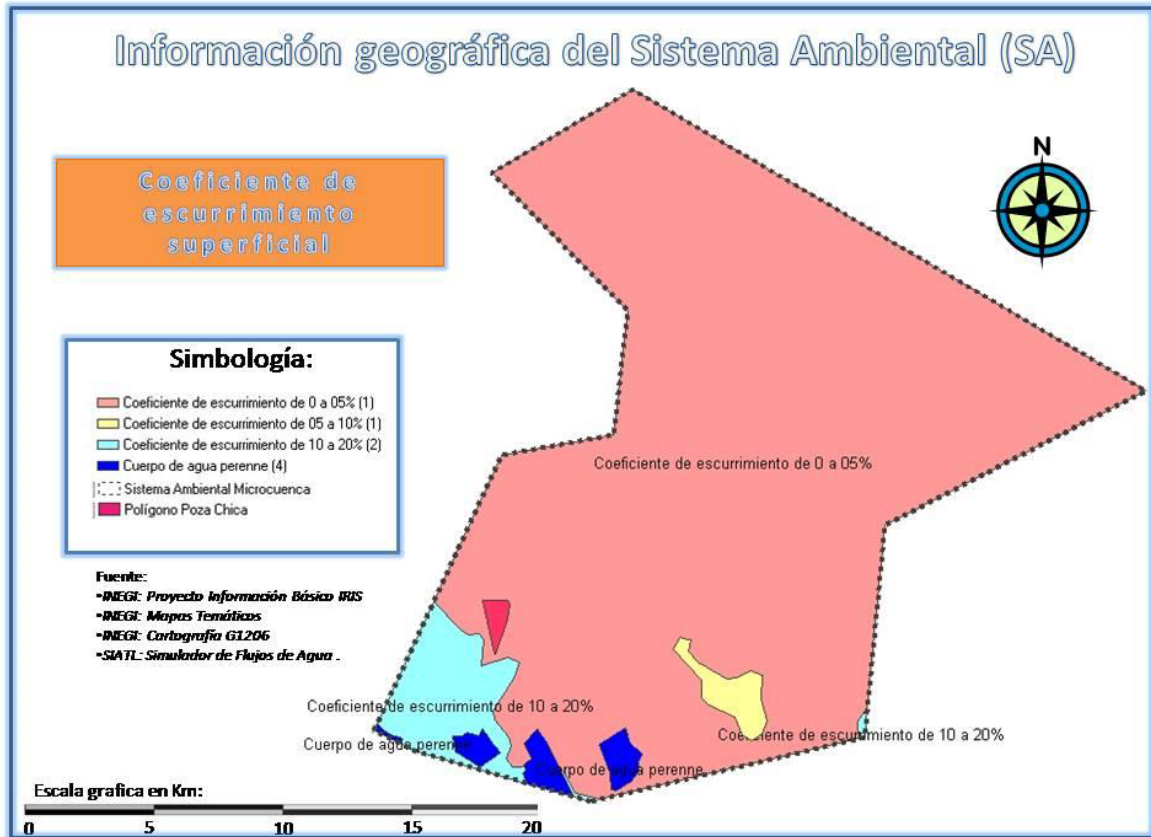 Información geográfica del Sistema Ambiental (SA)
N
Coeficiente de
escurrimiento
superficial
Simbología:
Coeficiente de escurrimiento de 0 a 05% (1)
Coeficiente de escurrimiento de 05 a 10% (1)
Coeficiente de escurrimiento de 10 a 20% (2)
Cuerpo de agua perenne (4)
Sistema Ambiental Microcuenca
Polígono Poza Chica
Fuente:
•INEGI: Proyecto Información Básico IRIS
•INEGI: Mapas Temáticos
•INEGI: Cartografía G1206
•SIATL: Simulador de Flujos de Agua .
Coeficiente de escurrimiento de 0 a 05%
Coeficiente de escurrimiento de 10 a 20%
Coeficiente de escurrimiento de 10 a 20%
Cuerpo de agua perenne
Cuerpo de agua perenne
Escala grafica en Km:
0 5 10 15 20